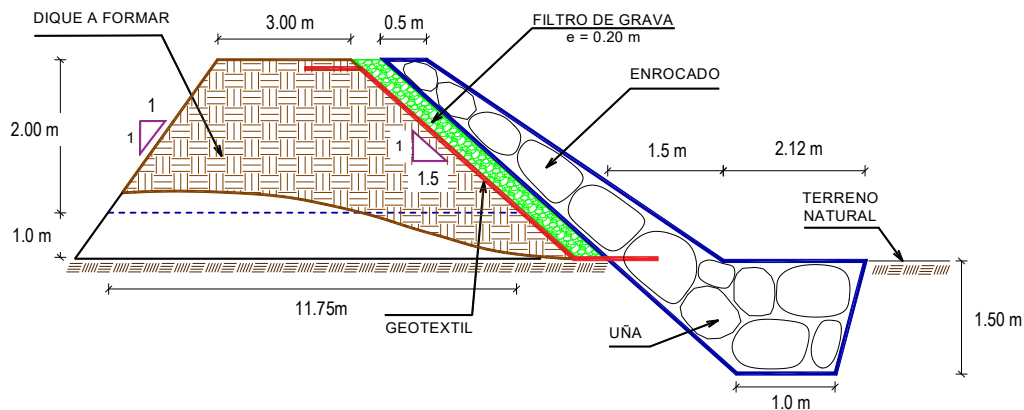 DIQUE A FORMAR
3.00 m
0.5 m
FILTRO DE GRAVA
e = 0.20 m
ENROCADO
1
1
2.00 m
1
1.5
1.5 m
2.12 m
TERRENO
NATURAL
1.0 m
11.75m
GEOTEXTIL
UÑA
1.50 m
1.0 m